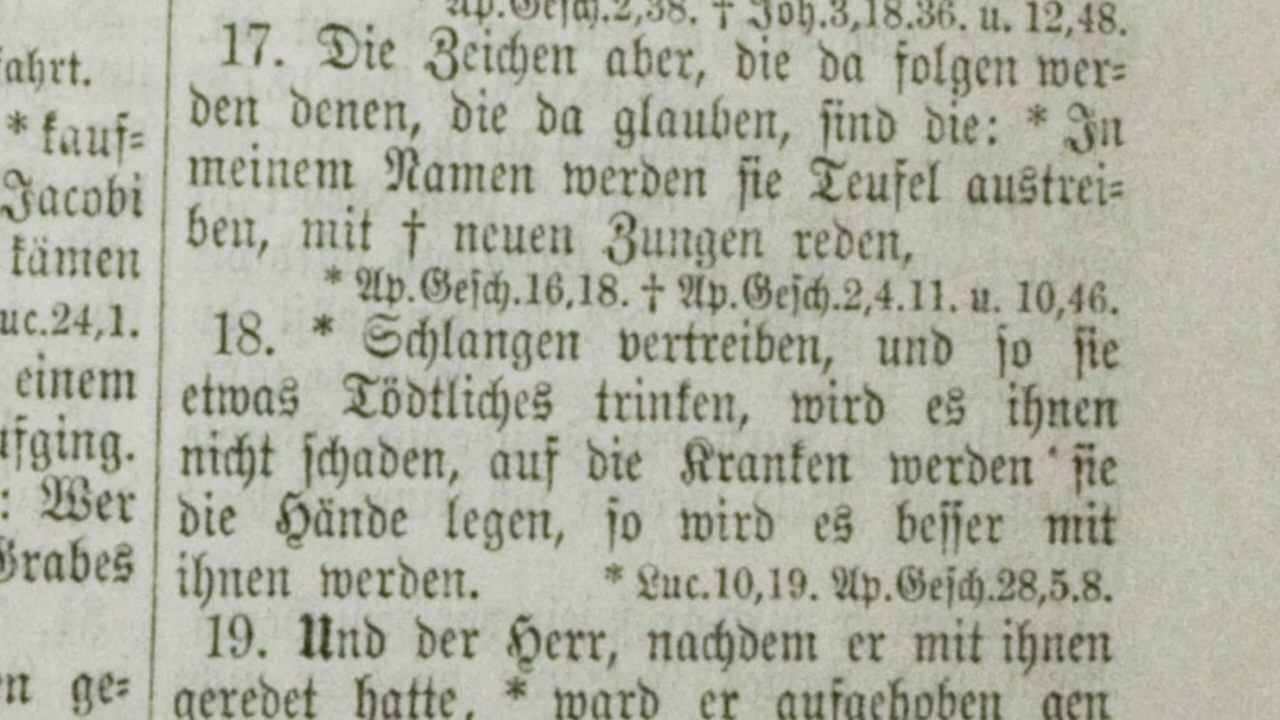 fahrt.
* kauf=
Jacobi
kämen
uc.24,1.
einem
ufging.
: Wer
Grabes
n ge=
Ap.Gesch.2,38. † Joh.3,18.36. u. 12,48.
17. Die Zeichen aber, die da folgen wer=
den denen, die da glauben, sind die: * In
meinem Namen werden sie Teufel austrei=
ben, mit † neuen Zungen reden,
* Ap.Gesch.16,18. † Ap.Gesch.2,4.11. u. 10,46.
18. * Schlangen vertreiben, und so sie
etwas Tödtliches trinken, wird es ihnen
nicht schaden, auf die Kranken werden sie
die Hände legen, so wird es besser mit
ihnen werden. * Luc.10,19. Ap.Gesch.28,5.8.
19. Und der Herr, nachdem er mit ihnen
geredet hatte, * ward er aufgehoben gen